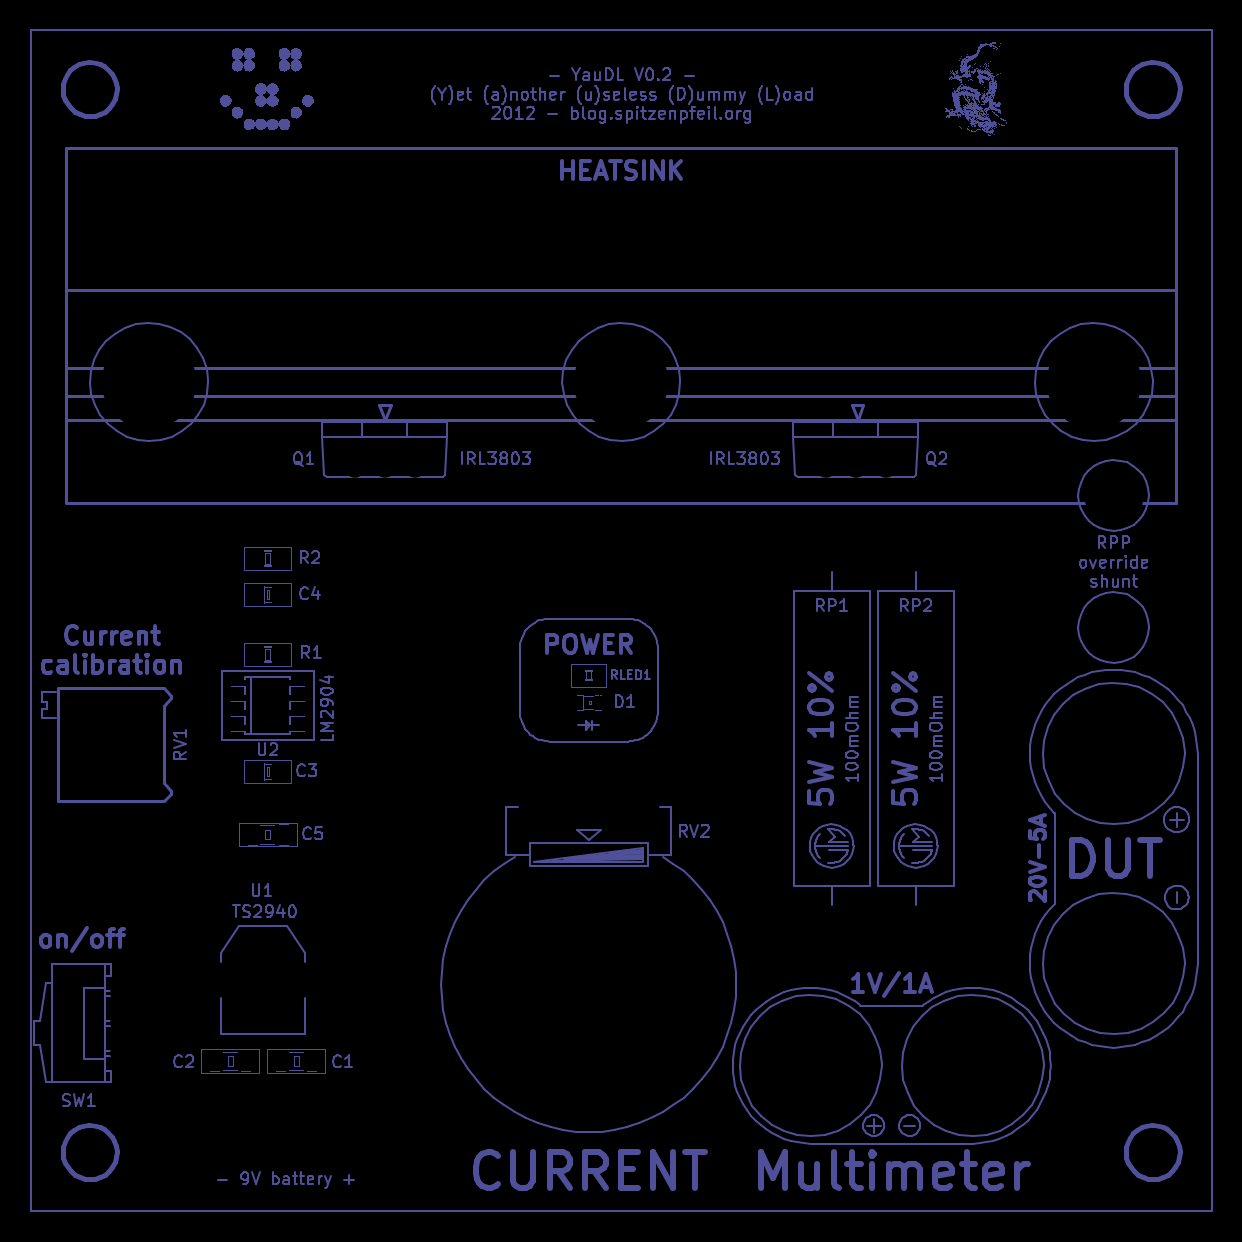 - YauDL V0.2 -
(Y)et (a)nother (u)seless (D)ummy (L)oad
2012 - blog.spitzenpfeil.org
HEATSINK
Q1
IRL3803
IRL3803
Q2
RPP
override
shunt
R2
C4
R1
Current
calibration
RV1
LM2904
U2
C3
C5
POWER
RLED1
D1
RP1
5W 10%
100mOhm
RP2
5W 10%
100mOhm
RV2
20V-5A
DUT
+
-
U1
TS2940
on/off
SW1
C2
C1
1V/1A
+ -
- 9V battery +
CURRENT
Multimeter